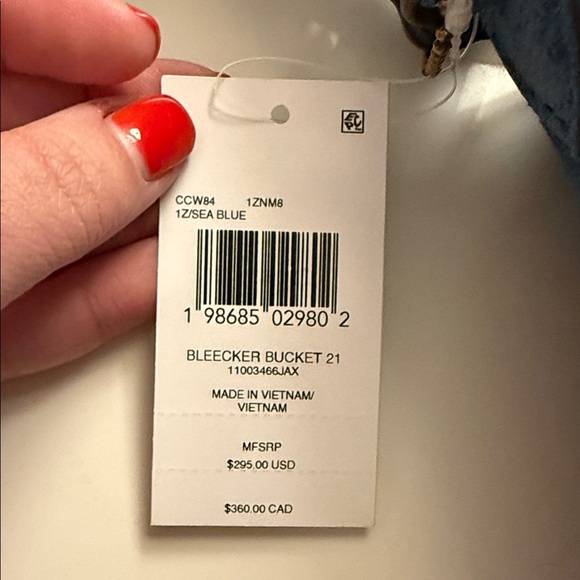 CCW84 1ZNM8
1Z/SEA BLUE
1 98685 02980 2
BLEECKER BUCKET 21
11003466JAX
MADE IN VIETNAM/
VIETNAM
MFSRP
$295.00 USD
$360.00 CAD